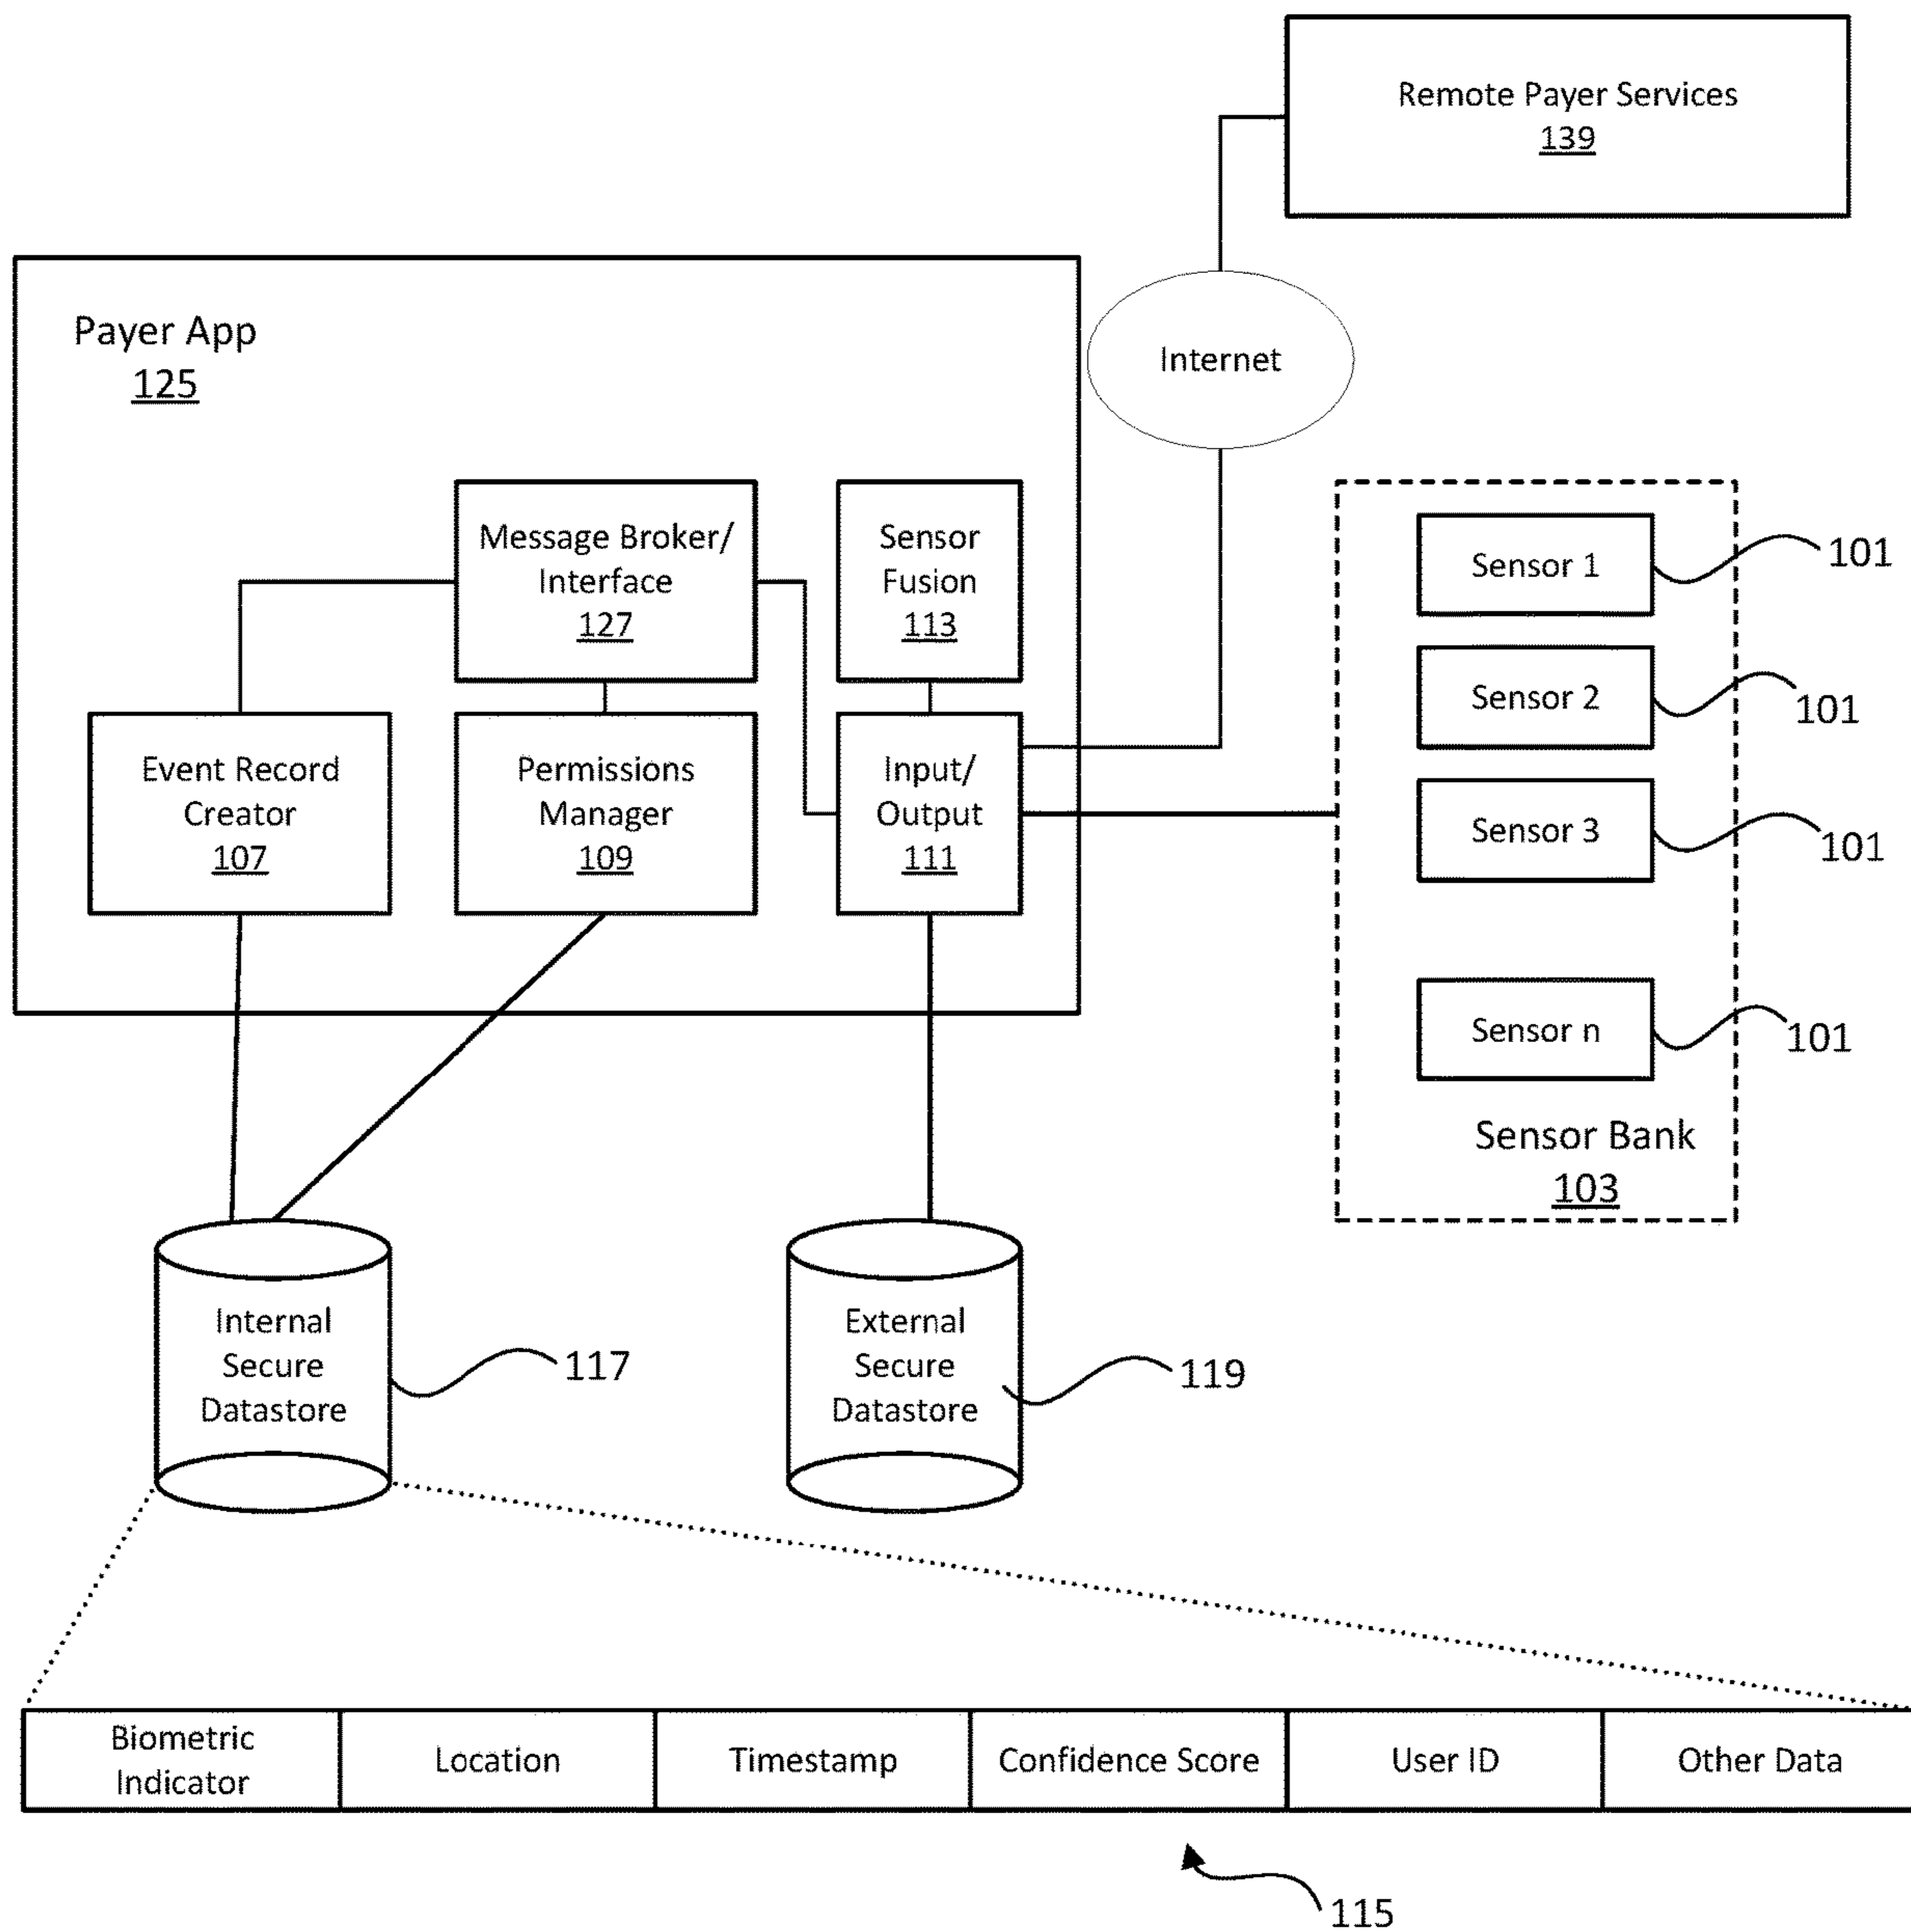 Remote Payer Services
139
Payer App
125
Internet
Message Broker/
Interface
127
Sensor
Fusion
113
Event Record
Creator
107
Permissions
Manager
109
Input/
Output
111
Sensor 1
101
Sensor 2
101
Sensor 3
101
Sensor n
101
Sensor Bank
103
Internal
Secure
Datastore
117
External
Secure
Datastore
119
Biometric
Indicator
Location
Timestamp
Confidence Score
User ID
Other Data
115